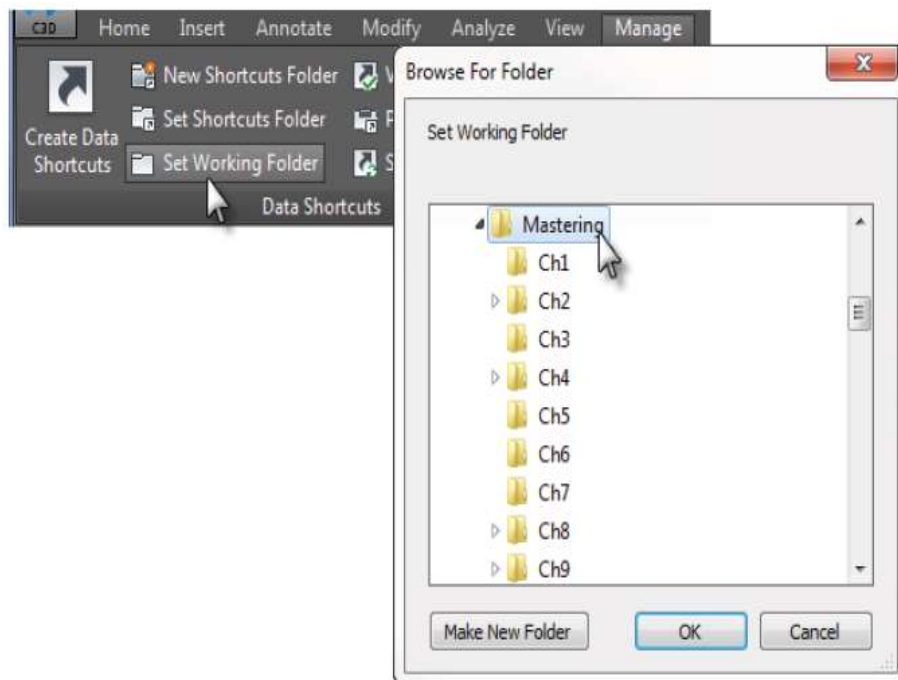 C3D Home Insert Annotate Modify Analyze View Manage
New Shortcuts Folder
Set Shortcuts Folder
Create Data
Shortcuts
Set Working Folder
Data Shortcuts
Browse For Folder
Set Working Folder
Mastering
Ch1
Ch2
Ch3
Ch4
Ch5
Ch6
Ch7
Ch8
Ch9
Make New Folder OK Cancel